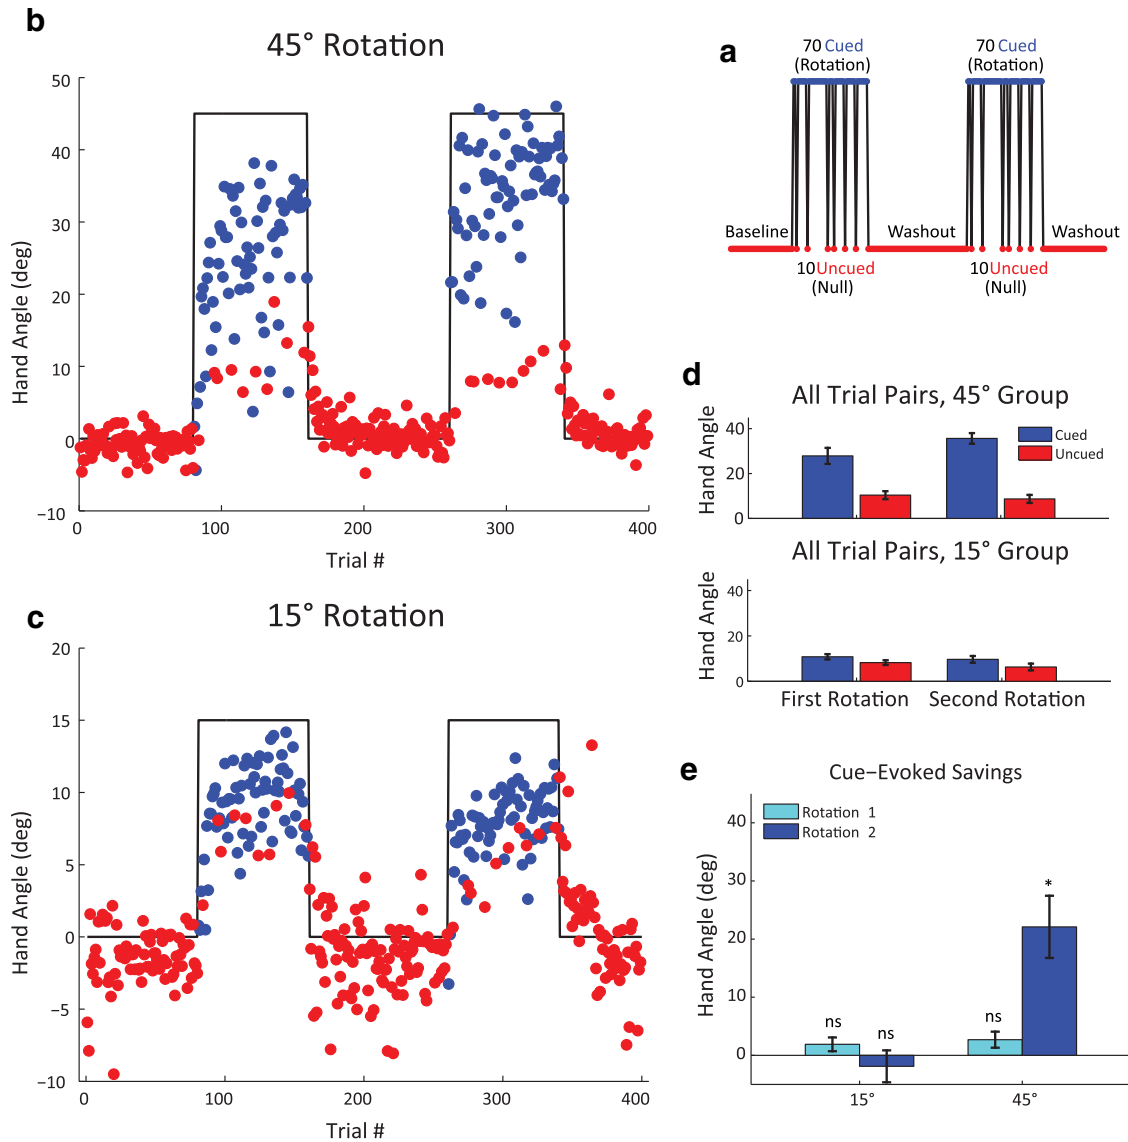 b
45° Rotation
50
40
30
20
10
0
−10
0
100
200
300
400
Hand Angle (deg)
Trial #
a
70 Cued
(Rotation)
70 Cued
(Rotation)
Baseline
Washout
Washout
10 Uncued
(Null)
10 Uncued
(Null)
c
15° Rotation
20
15
10
5
0
−5
−10
0
100
200
300
400
Hand Angle (deg)
Trial #
d
All Trial Pairs, 45° Group
40
20
0
Hand Angle
Cued
Uncued
All Trial Pairs, 15° Group
40
20
0
Hand Angle
First Rotation
Second Rotation
e
Cue−Evoked Savings
Rotation 1
Rotation 2
40
30
20
10
0
Hand Angle (deg)
ns
ns
ns
*
15°
45°